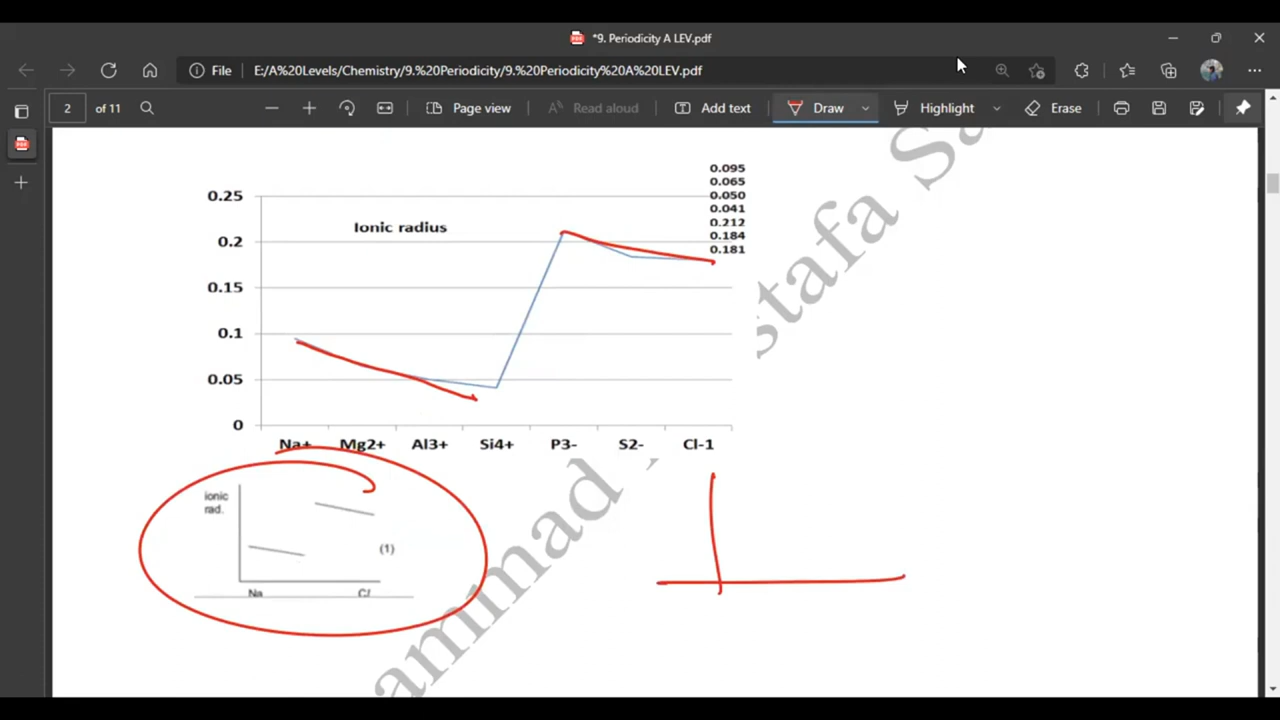 *9. Periodicity A LEV.pdf
File E:/A%20Levels/Chemistry/9.%20Periodicity/9.%20Periodicity%20A%20LEV.pdf
2 of 11 Page view Read aloud Add text Draw Highlight Erase
0.095
0.065
0.050
0.041
0.212
0.184
0.181
Ionic radius
0.25
0.2
0.15
0.1
0.05
0
Na+ Mg2+ Al3+ Si4+ P3- S2- Cl-1
ionic
rad.
(1)
Na Cl